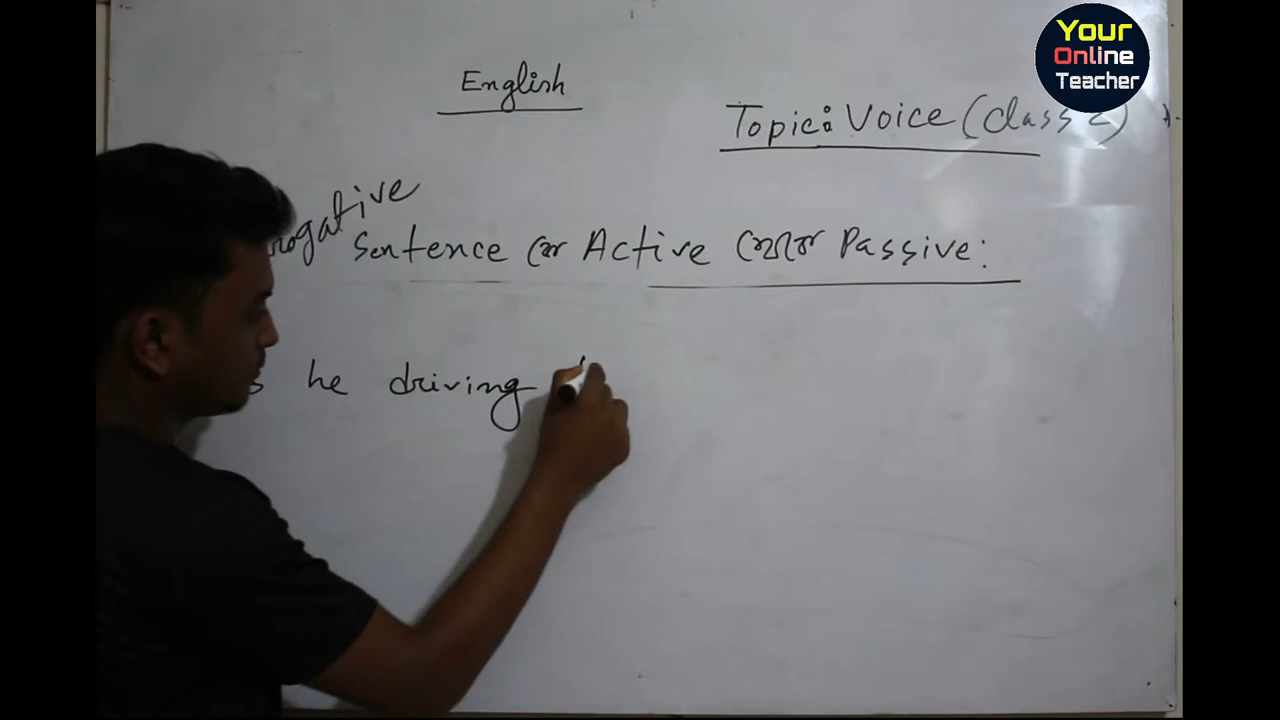 Your
Online
Teacher
English
Topic: Voice (Class 2)
rogative
Sentence কে Active থেকে Passive:
s he driving